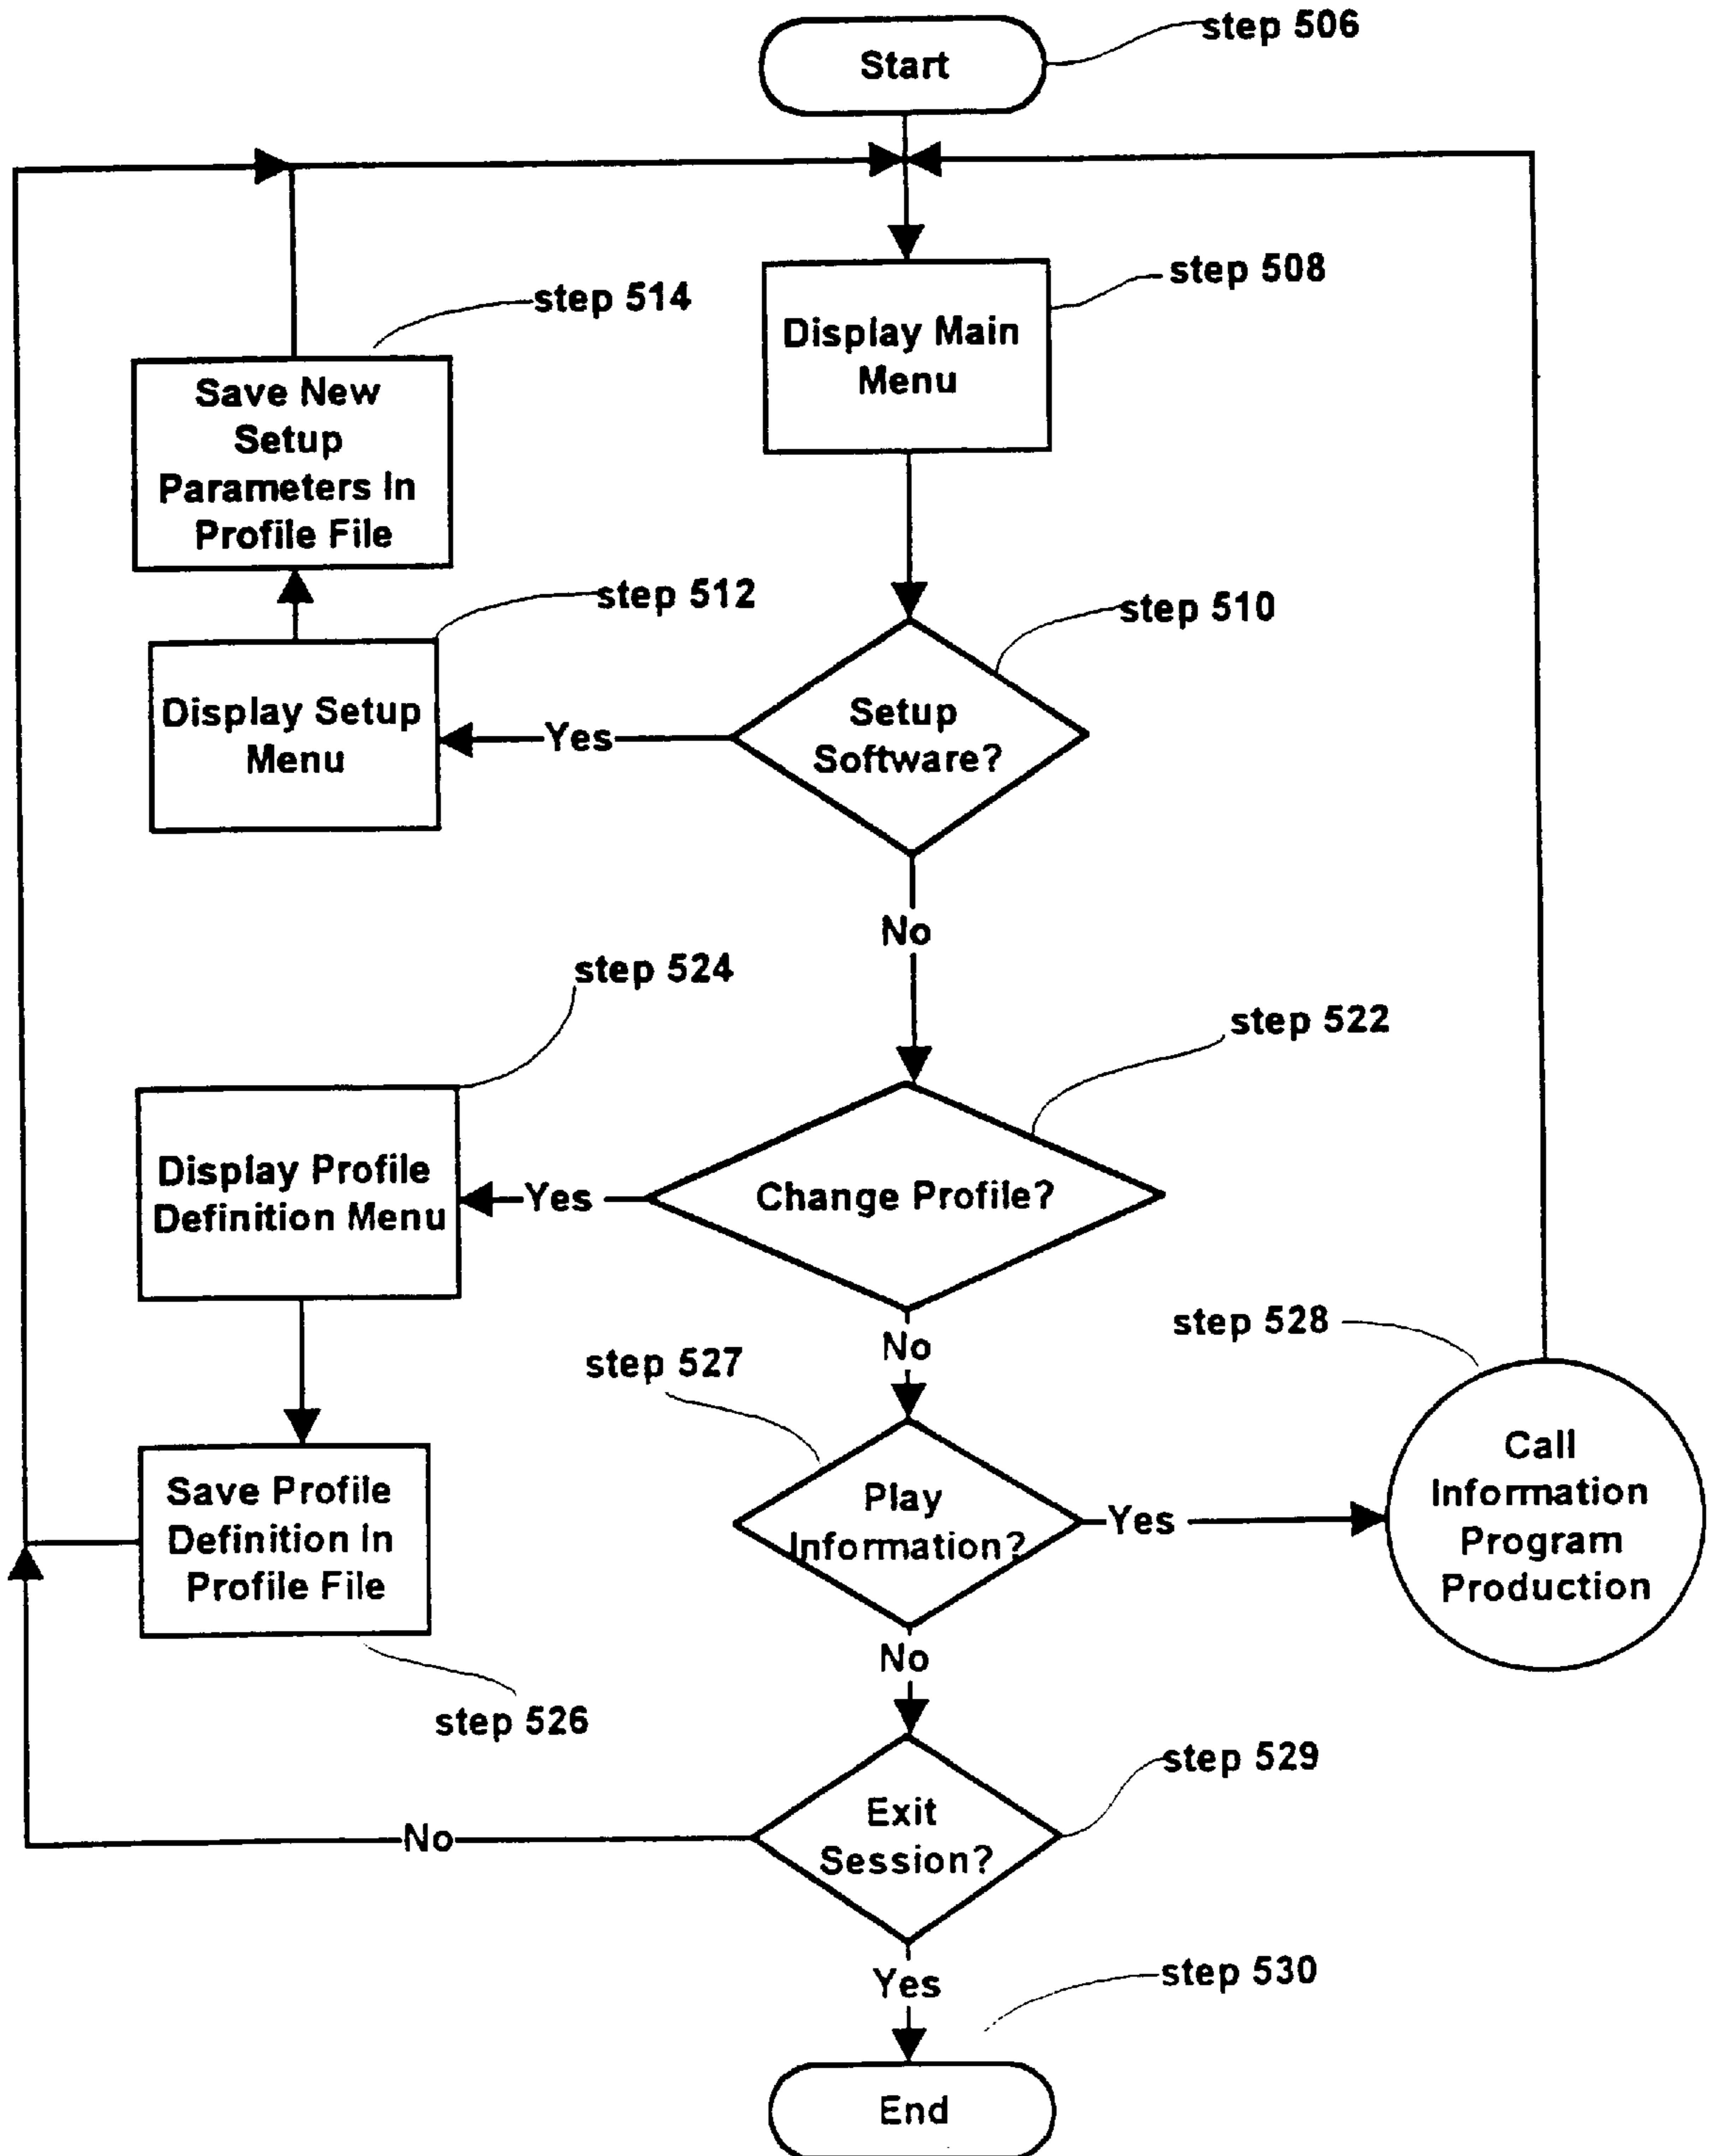 step 506
Start
step 508
Display Main
Menu
step 514
Save New
Setup
Parameters In
Profile File
step 512
Display Setup
Menu
step 510
Setup
Software?
Yes
No
step 524
step 522
Display Profile
Definition Menu
Yes
Change Profile?
No
step 527
step 528
Save Profile
Definition In
Profile File
Play
Information?
Yes
Call
Information
Program
Production
No
step 526
step 529
Exit
Session?
No
Yes
step 530
End